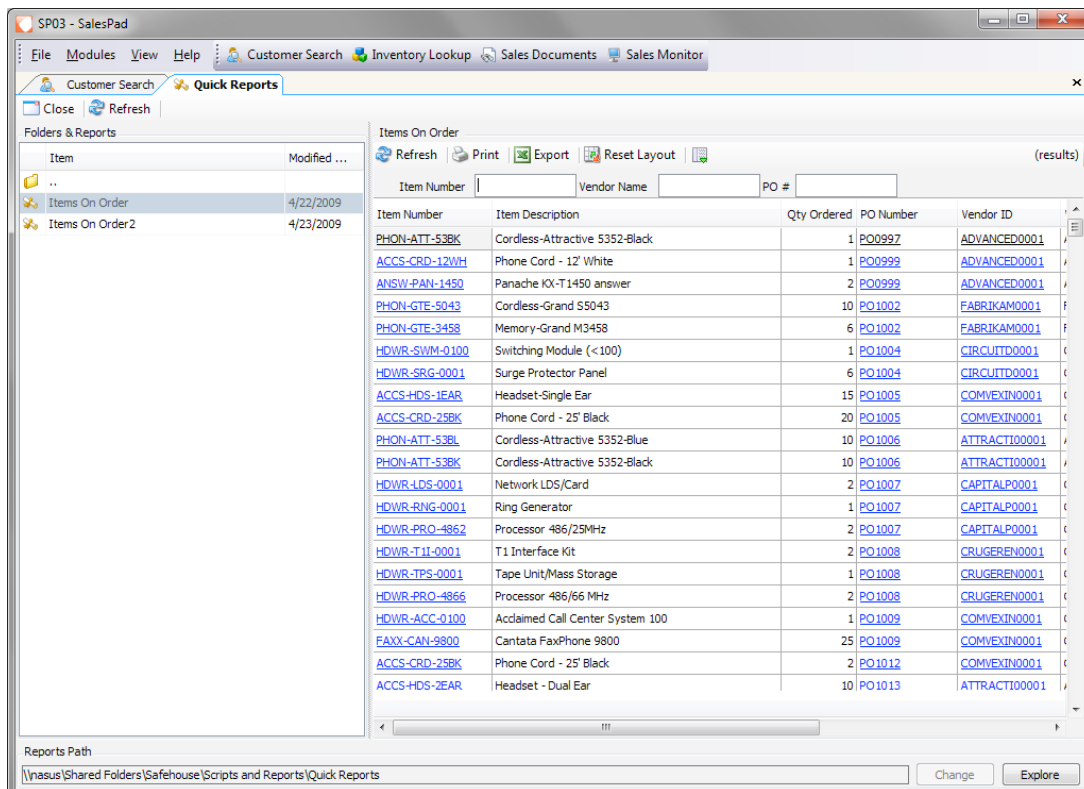 SP03 - SalesPad
File Modules View Help Customer Search Inventory Lookup Sales Documents Sales Monitor
Customer Search Quick Reports
Close Refresh
Folders & Reports
Item Modified ...
..
Items On Order 4/22/2009
Items On Order2 4/23/2009
Items On Order
Refresh Print Export Reset Layout (results)
Item Number Vendor Name PO #
Item Number Item Description Qty Ordered PO Number Vendor ID
PHON-ATT-53BK Cordless-Attractive 5352-Black 1 PO0997 ADVANCED0001
ACCS-CRD-12WH Phone Cord - 12' White 1 PO0999 ADVANCED0001
ANSW-PAN-1450 Panache KX-T1450 answer 2 PO0999 ADVANCED0001
PHON-GTE-5043 Cordless-Grand S5043 10 PO1002 FABRIKAM0001
PHON-GTE-3458 Memory-Grand M3458 6 PO1002 FABRIKAM0001
HDWR-SWM-0100 Switching Module (<100) 1 PO1004 CIRCUITD0001
HDWR-SRG-0001 Surge Protector Panel 6 PO1004 CIRCUITD0001
ACCS-HDS-1EAR Headset-Single Ear 15 PO1005 COMVEXIN0001
ACCS-CRD-25BK Phone Cord - 25' Black 20 PO1005 COMVEXIN0001
PHON-ATT-53BL Cordless-Attractive 5352-Blue 10 PO1006 ATTRACTI00001
PHON-ATT-53BK Cordless-Attractive 5352-Black 10 PO1006 ATTRACTI00001
HDWR-LDS-0001 Network LDS/Card 2 PO1007 CAPITALP0001
HDWR-RNG-0001 Ring Generator 1 PO1007 CAPITALP0001
HDWR-PRO-4862 Processor 486/25MHz 2 PO1007 CAPITALP0001
HDWR-T1I-0001 T1 Interface Kit 2 PO1008 CRUGEREN0001
HDWR-TPS-0001 Tape Unit/Mass Storage 1 PO1008 CRUGEREN0001
HDWR-PRO-4866 Processor 486/66 MHz 2 PO1008 CRUGEREN0001
HDWR-ACC-0100 Acclaimed Call Center System 100 1 PO1009 COMVEXIN0001
FAXX-CAN-9800 Cantata FaxPhone 9800 25 PO1009 COMVEXIN0001
ACCS-CRD-25BK Phone Cord - 25' Black 2 PO1012 COMVEXIN0001
ACCS-HDS-2EAR Headset - Dual Ear 10 PO1013 ATTRACTI00001
Reports Path
\\nasus\Shared Folders\Safehouse\Scripts and Reports\Quick Reports Change Explore